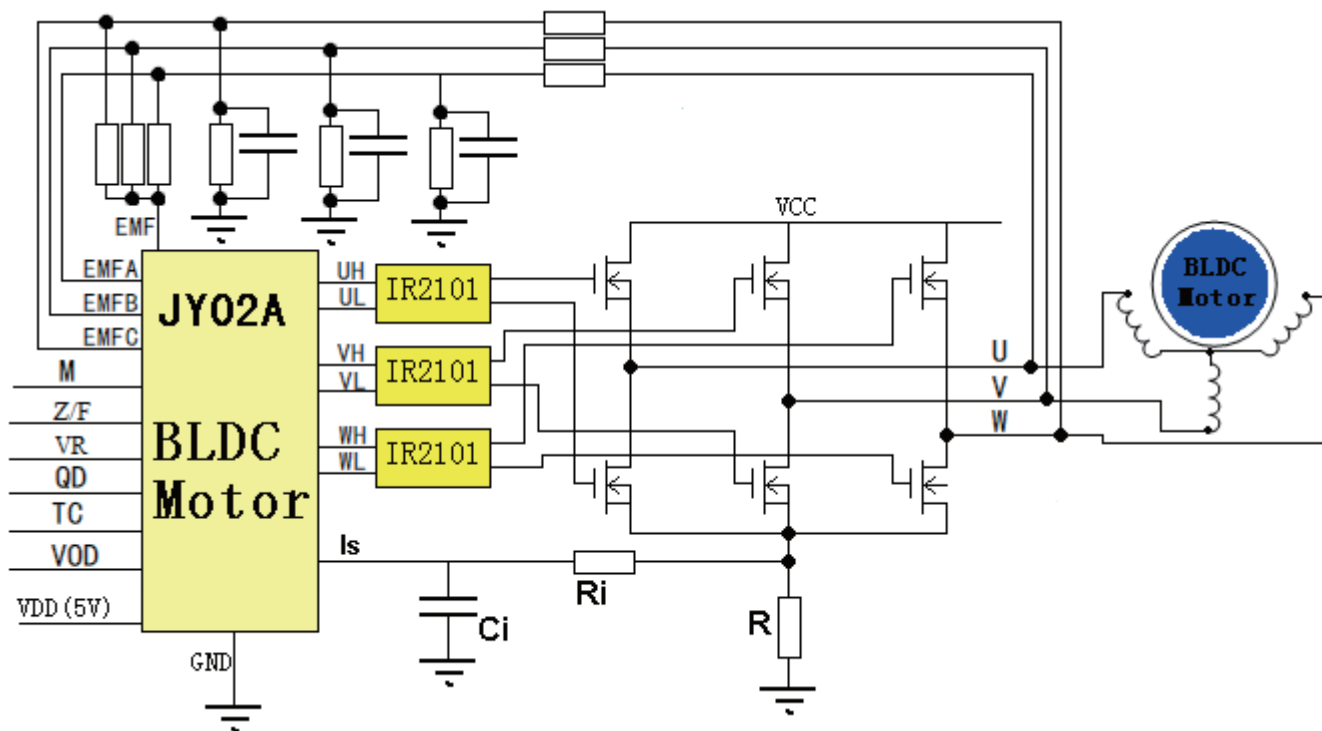 EMF
VCC
EMFA
EMFB
EMFC
M
Z/F
VR
QD
TC
VOD
VDD(5V)
JY02A
BLDC
Motor
GND
UH
UL
VH
VL
WH
WL
IR2101
IR2101
IR2101
Is
Ci
Ri
R
U
V
W
BLDC
Motor